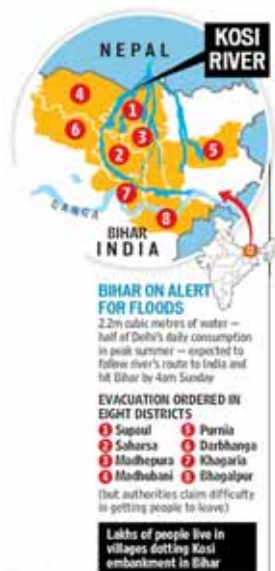 NEPAL
KOSI
RIVER
4
1
6
3
2
5
7
8
GANGA
BIHAR
INDIA
BIHAR ON ALERT
FOR FLOODS
2.2m cubic metres of water —
half of Delhi's daily consumption
in peak summer — expected to
follow river's route to India and
hit Bihar by 4am Sunday
EVACUATION ORDERED IN
EIGHT DISTRICTS
1 Supaul 5 Purnia
2 Saharsa 6 Darbhanga
3 Madhepura 7 Khagaria
4 Madhubani 8 Bhagalpur
(but authorities claim difficulty
in getting people to leave)
Lakhs of people live in
villages dotting Kosi
embankment in Bihar